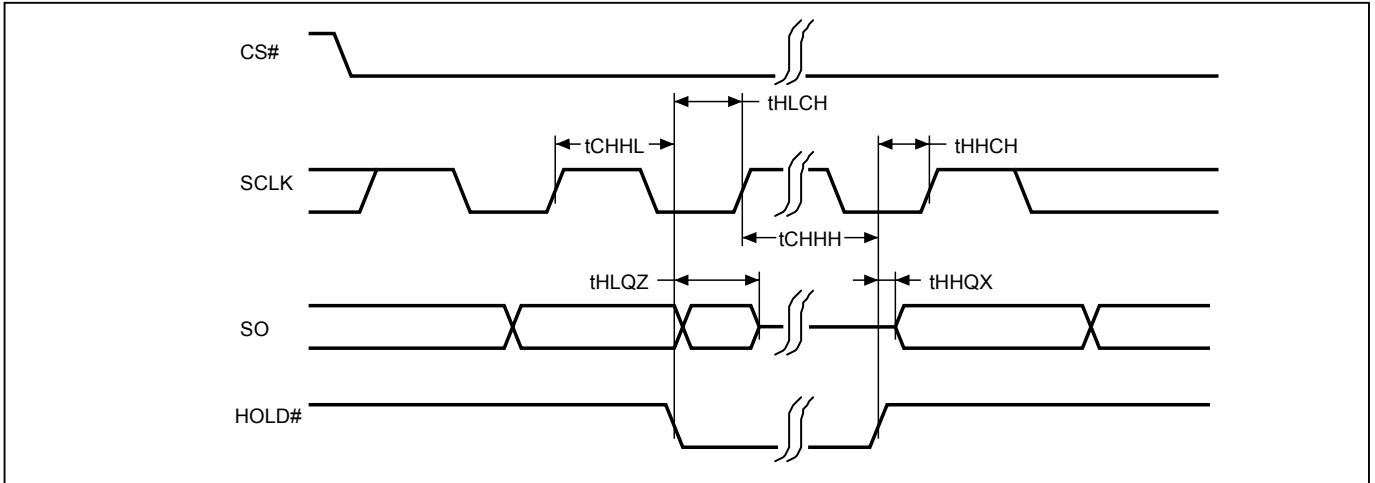 CS#
tHLCH
tCHHL
tHHCH
SCLK
tCHHH
tHLQZ
tHHQX
SO
HOLD#